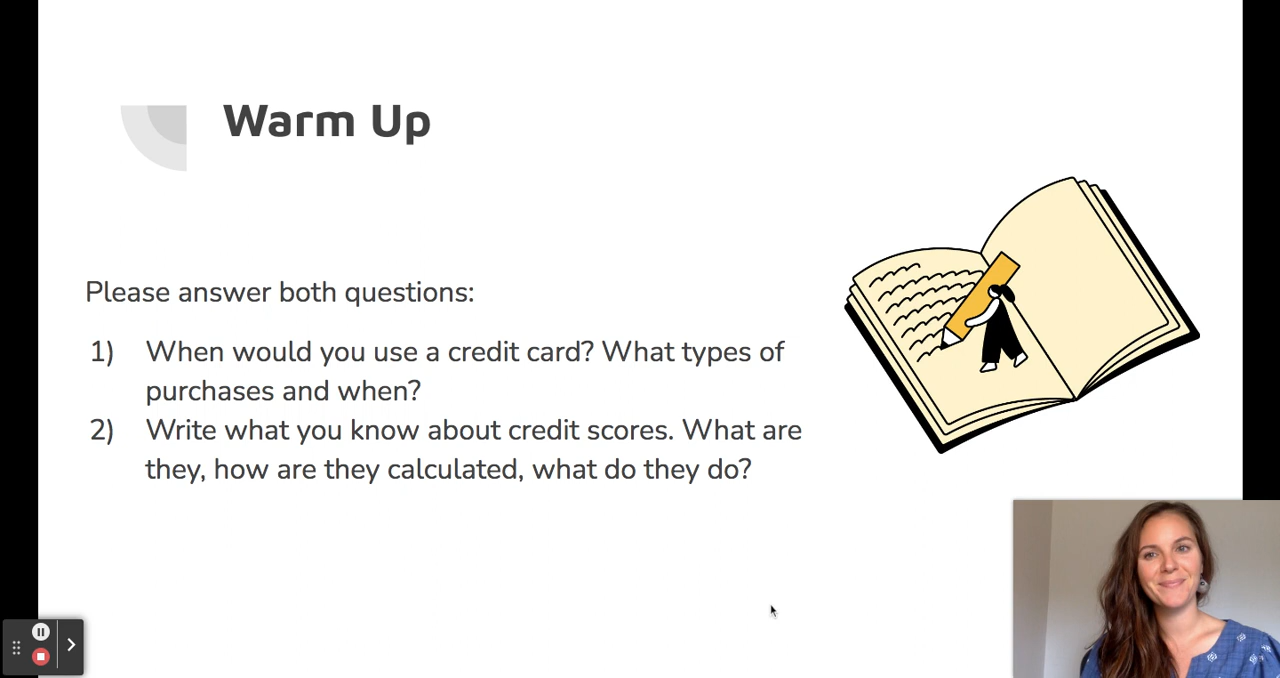 Warm Up
Please answer both questions:
1) When would you use a credit card? What types of
purchases and when?
2) Write what you know about credit scores. What are
they, how are they calculated, what do they do?